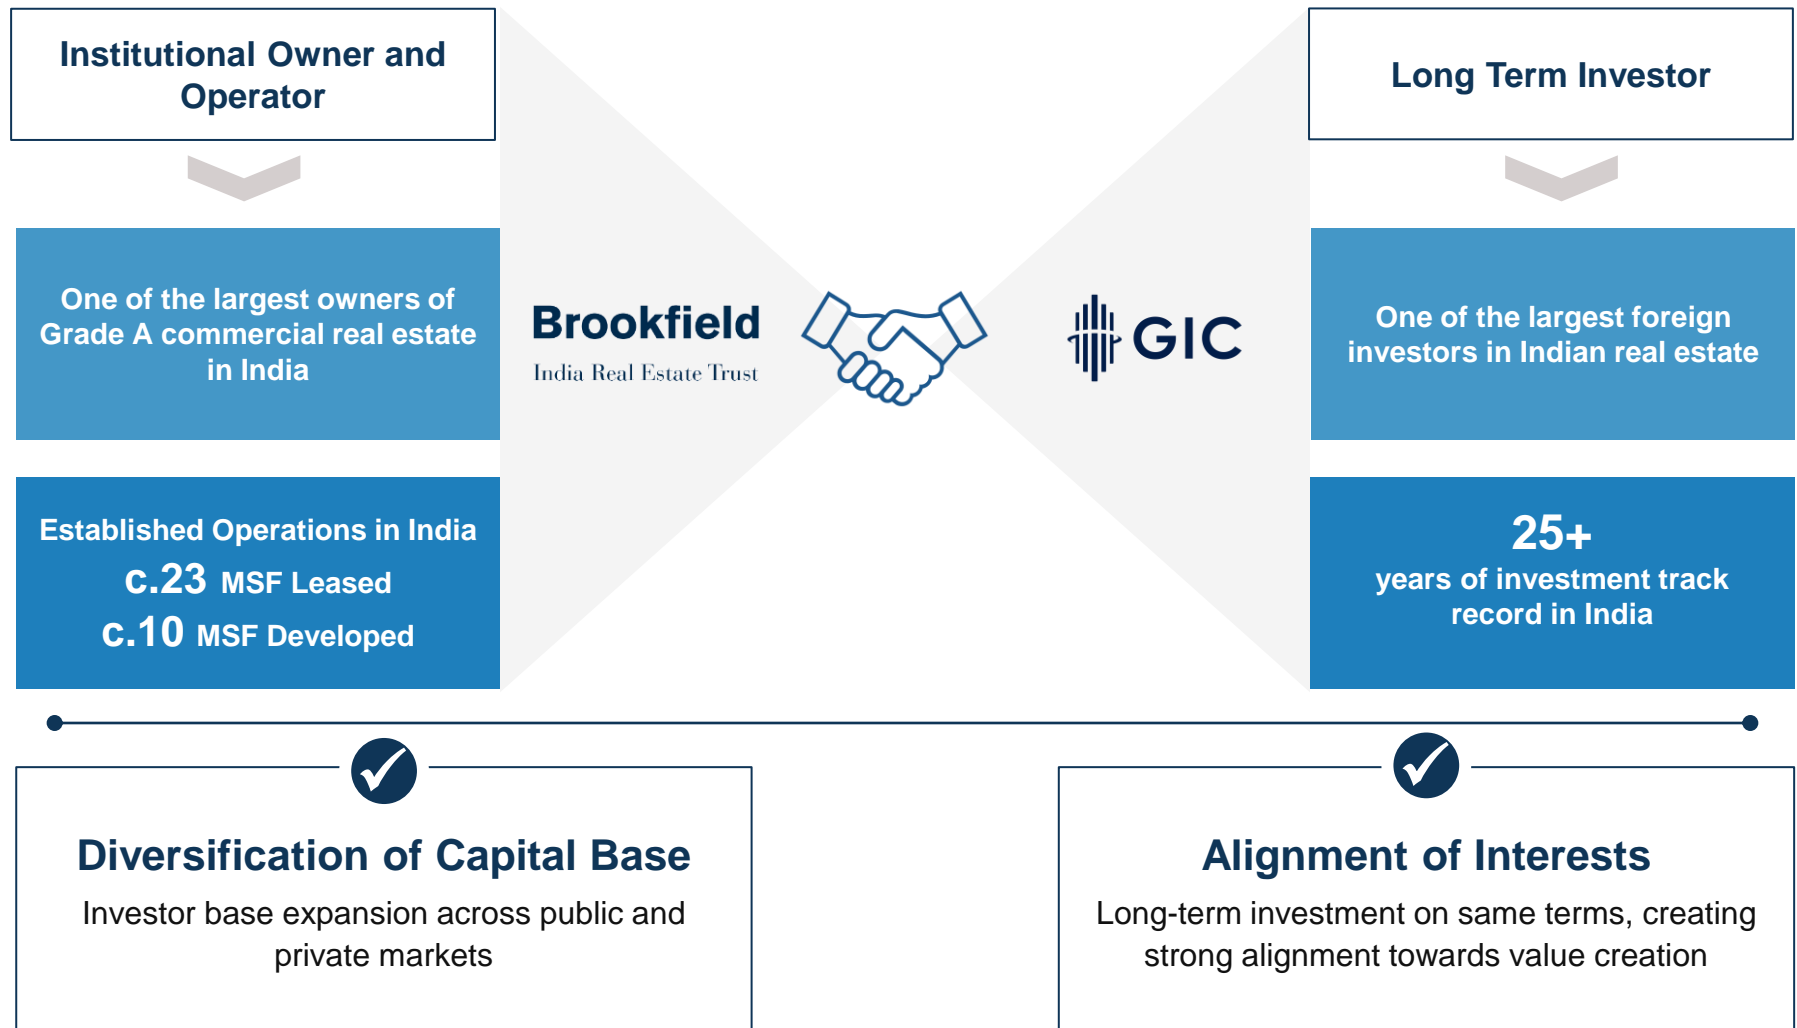 Institutional Owner and
Operator
Long Term Investor
One of the largest owners of
Grade A commercial real estate
in India
Brookfield
India Real Estate Trust
GIC
One of the largest foreign
investors in Indian real estate
Established Operations in India
c.23 MSF Leased
c.10 MSF Developed
25+
years of investment track
record in India
Diversification of Capital Base
Investor base expansion across public and
private markets
Alignment of Interests
Long-term investment on same terms, creating
strong alignment towards value creation